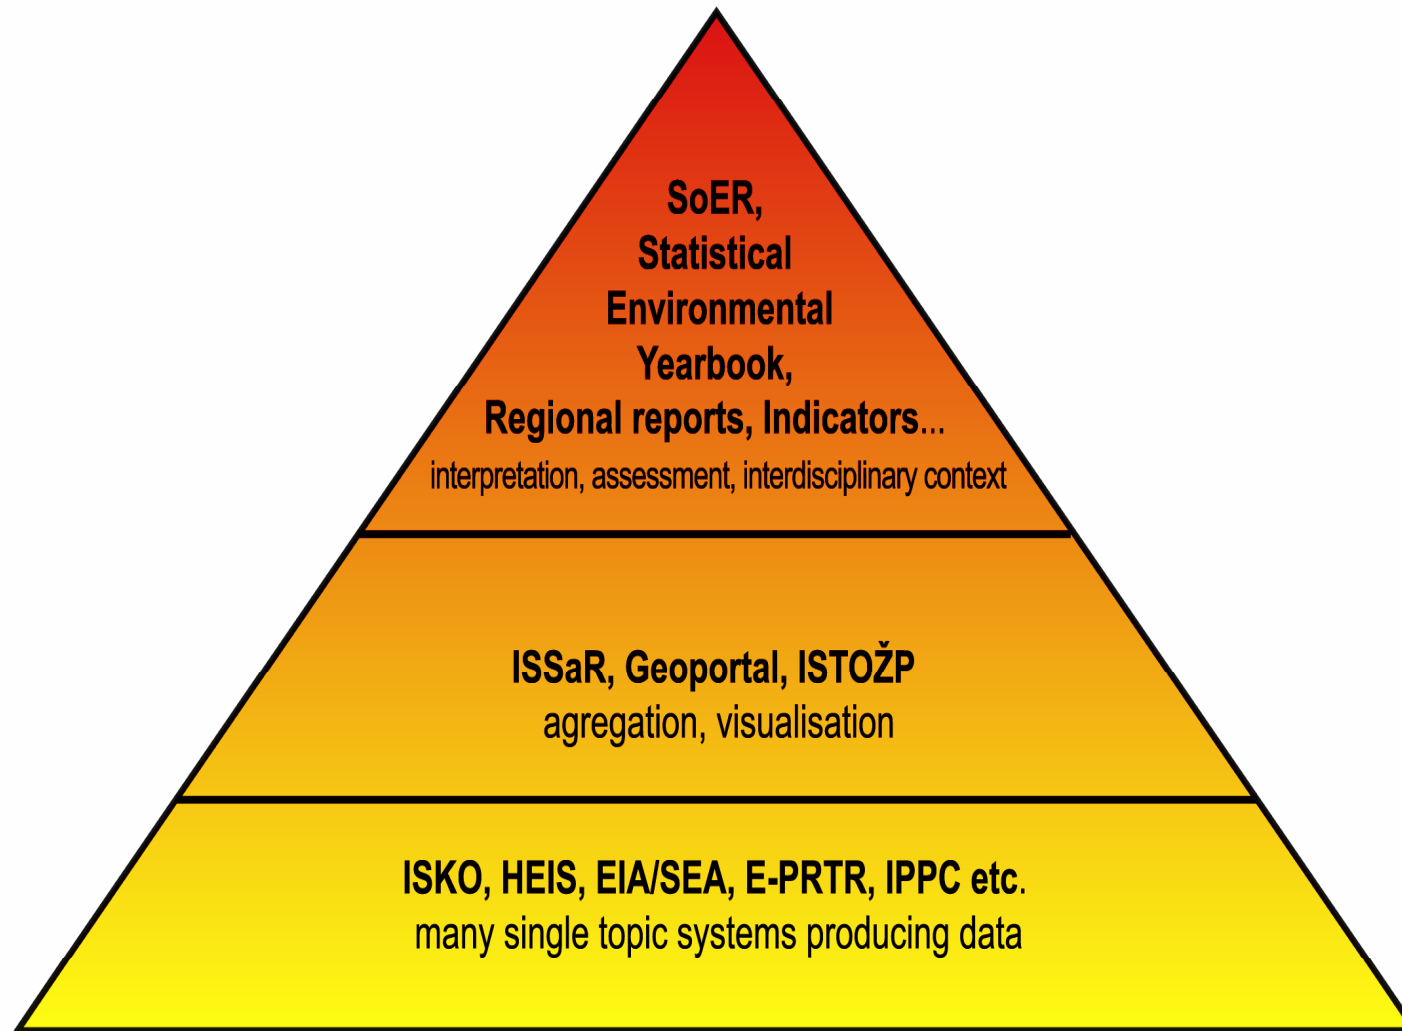 SoER,
Statistical
Environmental
Yearbook,
Regional reports, Indicators...
interpretation, assessment, interdisciplinary context
ISSaR, Geoportal, ISTOŽP
agregation, visualisation
ISKO, HEIS, EIA/SEA, E-PRTR, IPPC etc.
many single topic systems producing data